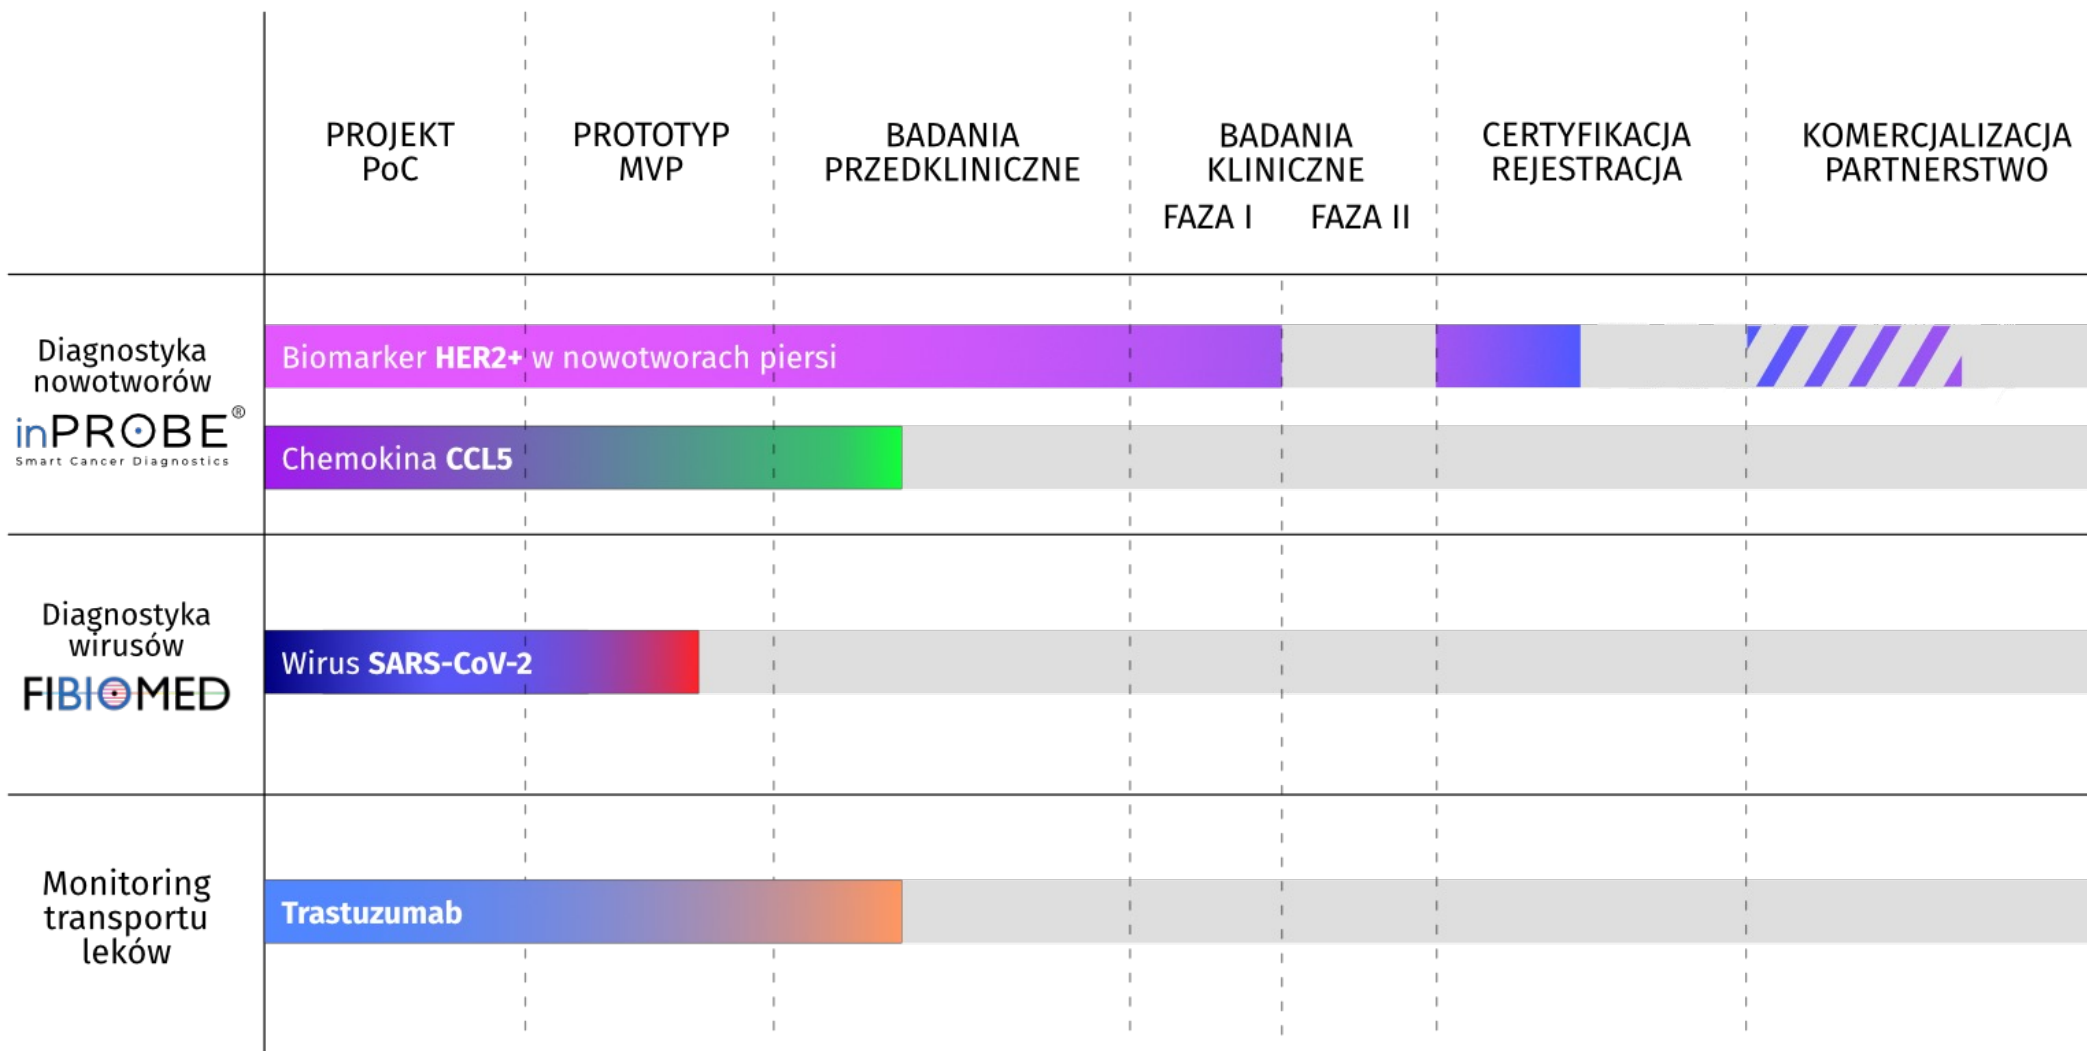 PROJEKT
PoC
PROTOTYP
MVP
BADANIA
PRZEDKLINICZNE
BADANIA
KLINICZNE
FAZA I
FAZA II
CERTYFIKACJA
REJESTRACJA
KOMERCJALIZACJA
PARTNERSTWO
Diagnostyka
nowotworów
inPROBE®
Smart Cancer Diagnostics
Biomarker HER2+ w nowotworach piersi
Chemokina CCL5
Diagnostyka
wirusów
FIBIOMED
Wirus SARS-CoV-2
Monitoring
transportu
leków
Trastuzumab